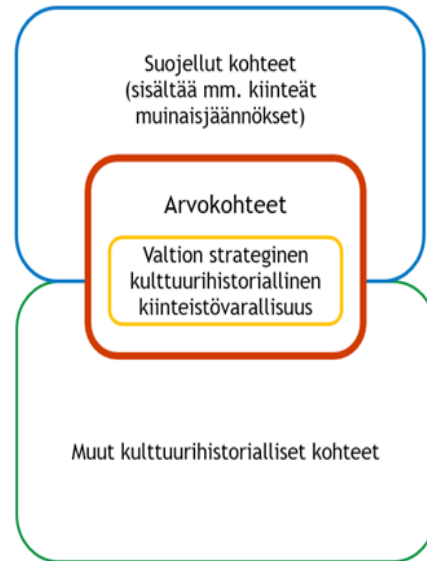 Suojellut kohteet
(sisältää mm. kiinteät
muinaisjäännökset)
Arvokohteet
Valtion strateginen
kulttuurihistoriallinen
kiinteistövarallisuus
Muut kulttuurihistorialliset kohteet